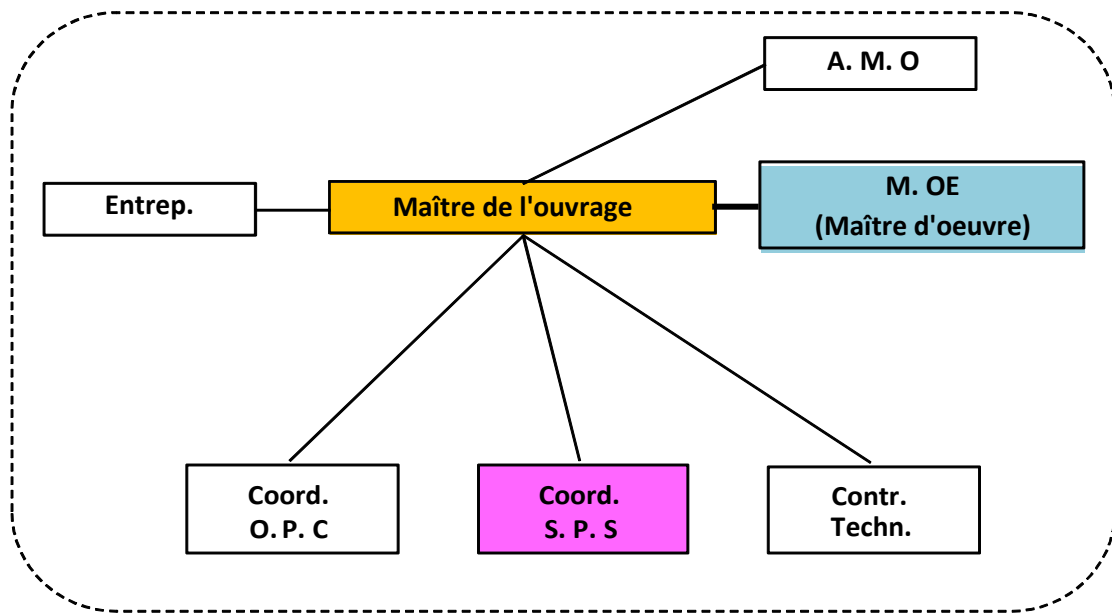 A. M. O
Entrep.
Maître de l'ouvrage
M. OE
(Maître d'oeuvre)
Coord.
O. P. C
Coord.
S. P. S
Contr.
Techn.